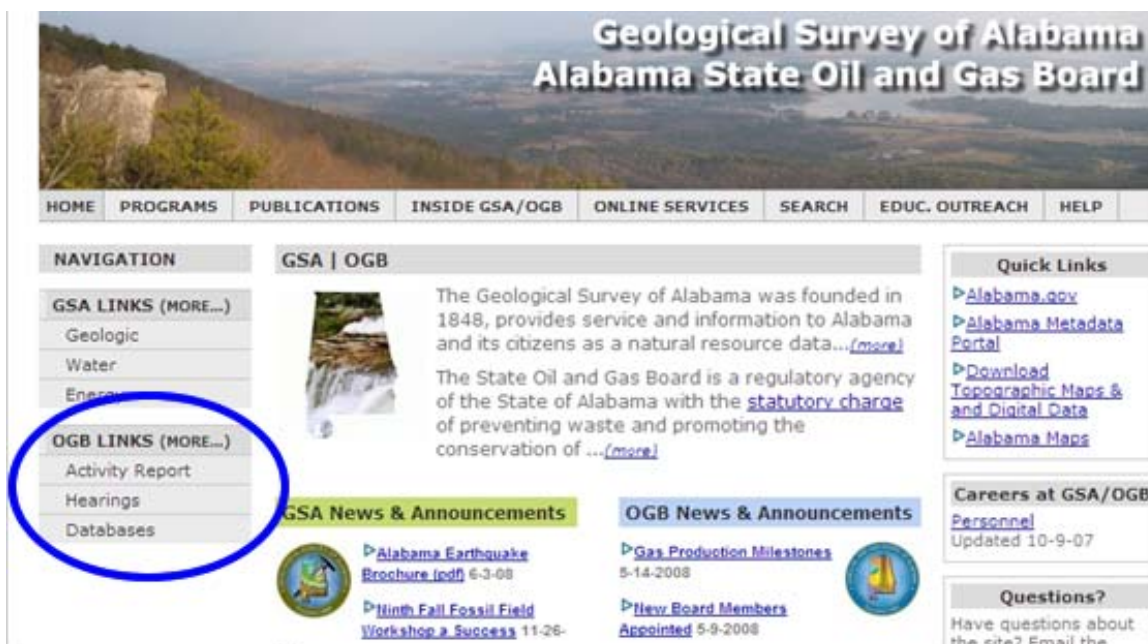 Geological Survey of Alabama
Alabama State Oil and Gas Board
HOME PROGRAMS PUBLICATIONS INSIDE GSA/OGB ONLINE SERVICES SEARCH EDUC. OUTREACH HELP
NAVIGATION
GSA LINKS (MORE...)
Geologic
Water
Energy
OGB LINKS (MORE...)
Activity Report
Hearings
Databases
GSA | OGB
The Geological Survey of Alabama was founded in
1848, provides service and information to Alabama
and its citizens as a natural resource data...(more)
The State Oil and Gas Board is a regulatory agency
of the State of Alabama with the statutory charge
of preventing waste and promoting the
conservation of ...(more)
GSA News & Announcements
Alabama Earthquake
Brochure (pdf) 6-3-08
Ninth Fall Fossil Field
Workshop a Success 11-26-
OGB News & Announcements
Gas Production Milestones
5-14-2008
New Board Members
Appointed 5-9-2008
Quick Links
Alabama.gov
Alabama Metadata
Portal
Download
Topographic Maps &
and Digital Data
Alabama Maps
Careers at GSA/OGB
Personnel
Updated 10-9-07
Questions?
Have questions about
the site? Email the